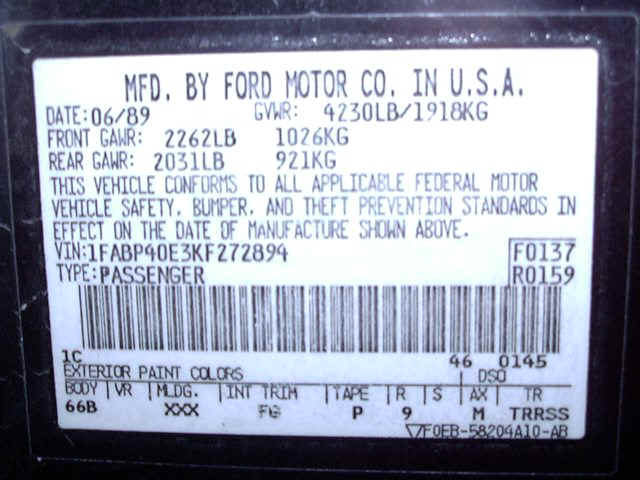 MFD. BY FORD MOTOR CO. IN U.S.A.
DATE: 06/89 GVWR: 4230LB/1918KG
FRONT GAWR: 2262LB 1026KG
REAR GAWR: 2031LB 921KG
THIS VEHICLE CONFORMS TO ALL APPLICABLE FEDERAL MOTOR
VEHICLE SAFETY, BUMPER, AND THEFT PREVENTION STANDARDS IN
EFFECT ON THE DATE OF MANUFACTURE SHOWN ABOVE.
VIN: 1FABP40E3KF272894 F0137
TYPE: PASSENGER R0159
1C 46 0145
EXTERIOR PAINT COLORS DSO
BODY VR MLDG. INT TRIM TAPE R S AX TR
66B XXX FG P 9 M TRRSS
F0EB-58204A10-AB